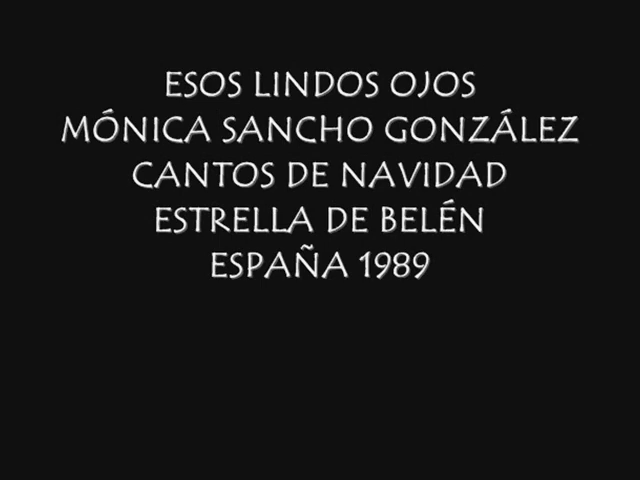 ESOS LINDOS OJOS
MÓNICA SANCHO GONZÁLEZ
CANTOS DE NAVIDAD
ESTRELLA DE BELÉN
ESPAÑA 1989